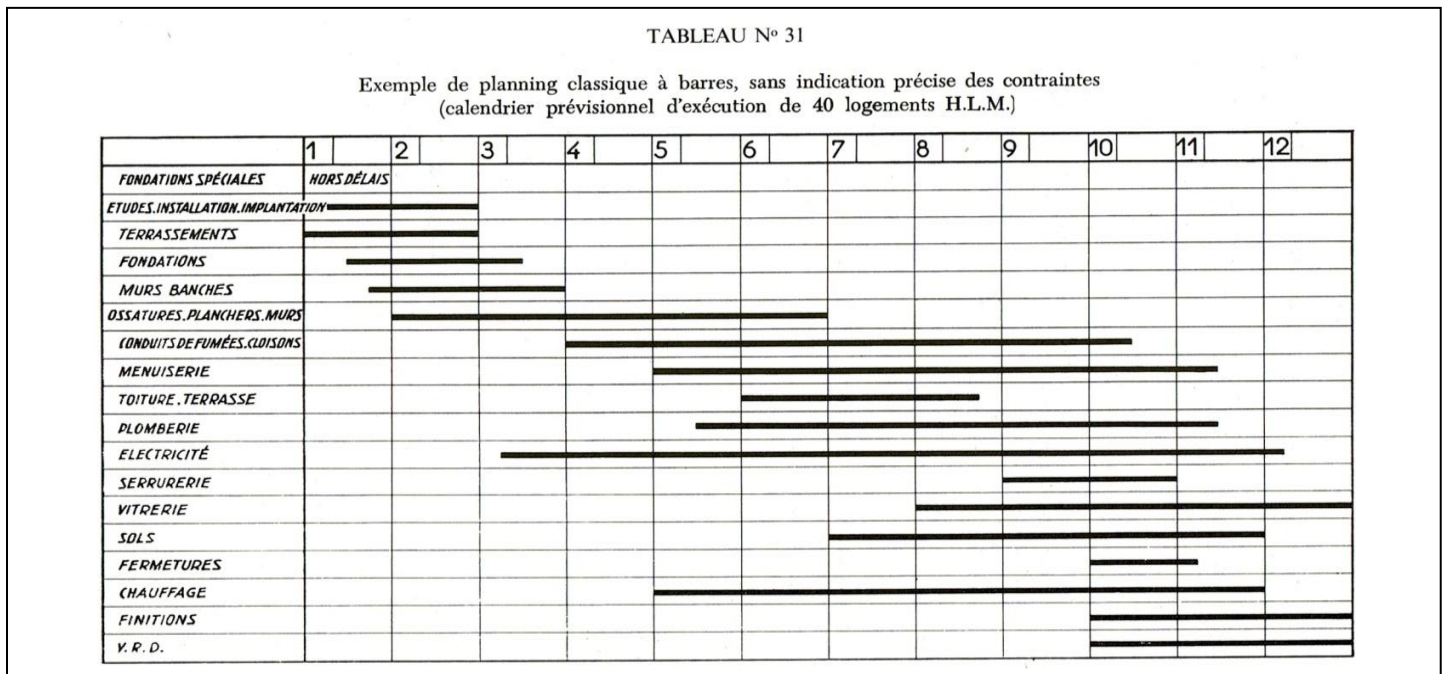 TABLEAU Nº 31
Exemple de planning classique à barres, sans indication précise des contraintes
(calendrier prévisionnel d'exécution de 40 logements H.L.M.)
1 2 3 4 5 6 7 8 9 10 11 12
FONDATIONS SPÉCIALES HORS DÉLAIS
ETUDES.INSTALLATION.IMPLANTATION
TERRASSEMENTS
FONDATIONS
MURS BANCHES
OSSATURES.PLANCHERS.MURS
CONDUITS DE FUMÉES.CLOISONS
MENUISERIE
TOITURE.TERRASSE
PLOMBERIE
ELECTRICITÉ
SERRURERIE
VITRERIE
SOLS
FERMETURES
CHAUFFAGE
FINITIONS
V.R.D.